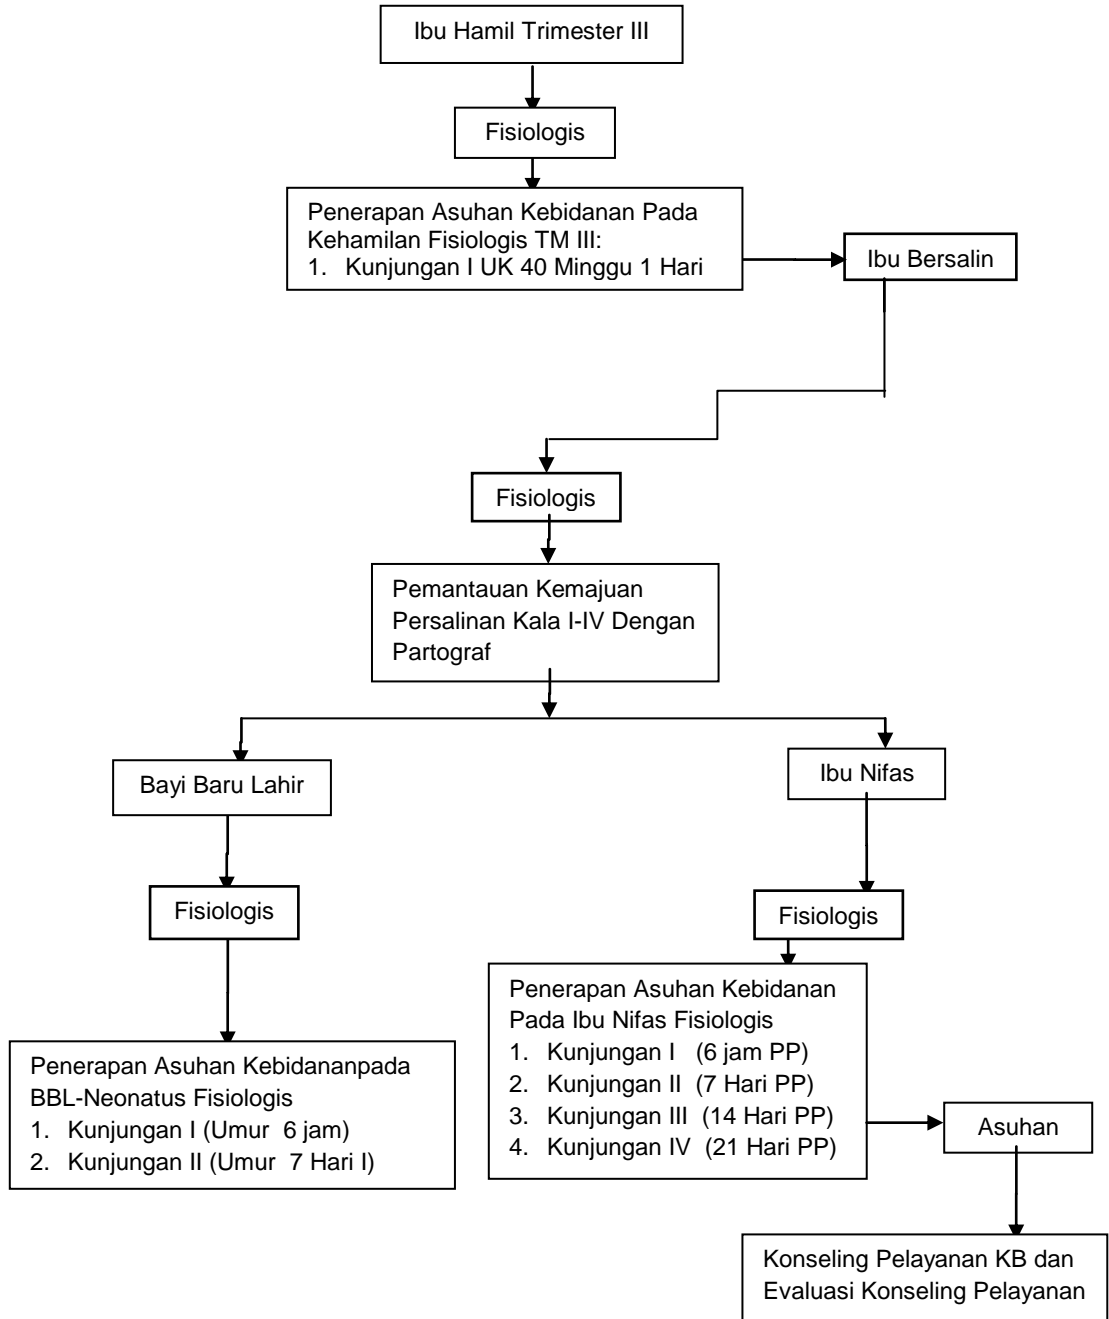 Ibu Hamil Trimester III
Fisiologis
Penerapan Asuhan Kebidanan Pada
Kehamilan Fisiologis TM III:
1. Kunjungan I UK 40 Minggu 1 Hari
Ibu Bersalin
Fisiologis
Pemantauan Kemajuan
Persalinan Kala I-IV Dengan
Partograf
Bayi Baru Lahir
Ibu Nifas
Fisiologis
Fisiologis
Penerapan Asuhan Kebidananpada
BBL-Neonatus Fisiologis
1. Kunjungan I (Umur 6 jam)
2. Kunjungan II (Umur 7 Hari I)
Penerapan Asuhan Kebidanan
Pada Ibu Nifas Fisiologis
1. Kunjungan I (6 jam PP)
2. Kunjungan II (7 Hari PP)
3. Kunjungan III (14 Hari PP)
4. Kunjungan IV (21 Hari PP)
Asuhan
Konseling Pelayanan KB dan
Evaluasi Konseling Pelayanan